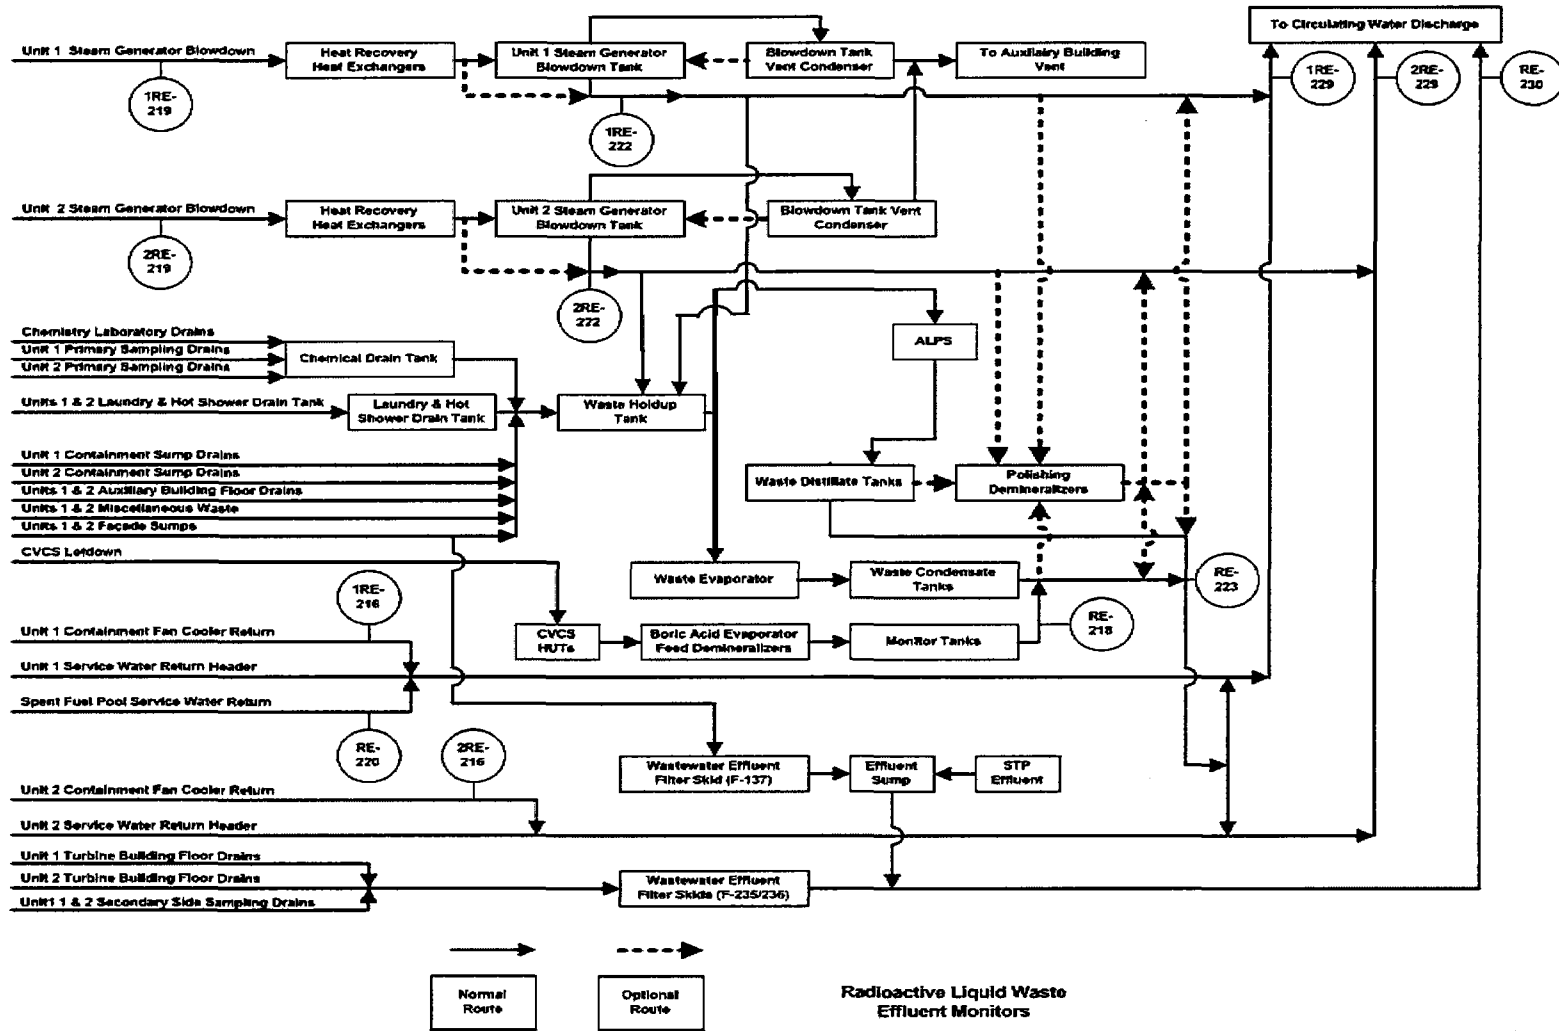 To Circulating Water Discharge
Unit 1 Steam Generator Blowdown
Heat Recovery
Heat Exchangers
Unit 1 Steam Generator
Blowdown Tank
Blowdown Tank
Vent Condenser
To Auxilairy Building
Vent
1RE-
219
1RE-
222
1RE-
229
2RE-
229
RE-
230
Unit 2 Steam Generator Blowdown
Heat Recovery
Heat Exchangers
Unit 2 Steam Generator
Blowdown Tank
Blowdown Tank Vent
Condenser
2RE-
219
2RE-
222
Chemistry Laboratory Drains
Unit 1 Primary Sampling Drains
Unit 2 Primary Sampling Drains
Chemical Drain Tank
ALPS
Units 1 & 2 Laundry & Hot Shower Drain Tank
Laundry & Hot
Shower Drain Tank
Waste Holdup
Tank
Unit 1 Containment Sump Drains
Unit 2 Containment Sump Drains
Units 1 & 2 Auxiliary Building Floor Drains
Units 1 & 2 Miscellaneous Waste
Units 1 & 2 Façade Sumps
Waste Distillate Tanks
Polishing
Demineralizers
CVCS Letdown
Waste Evaporator
Waste Condensate
Tanks
RE-
223
1RE-
216
CVCS
HUTs
Boric Acid Evaporator
Feed Demineralizers
Monitor Tanks
RE-
218
Unit 1 Containment Fan Cooler Return
Unit 1 Service Water Return Header
Spent Fuel Pool Service Water Return
RE-
220
2RE-
216
Wastewater Effluent
Filter Skid (F-137)
Effluent
Sump
STP
Effluent
Unit 2 Containment Fan Cooler Return
Unit 2 Service Water Return Header
Unit 1 Turbine Building Floor Drains
Unit 2 Turbine Building Floor Drains
Unit1 1 & 2 Secondary Side Sampling Drains
Wastewater Effluent
Filter Skids (F-235/236)
Normal
Route
Optional
Route
Radioactive Liquid Waste
Effluent Monitors